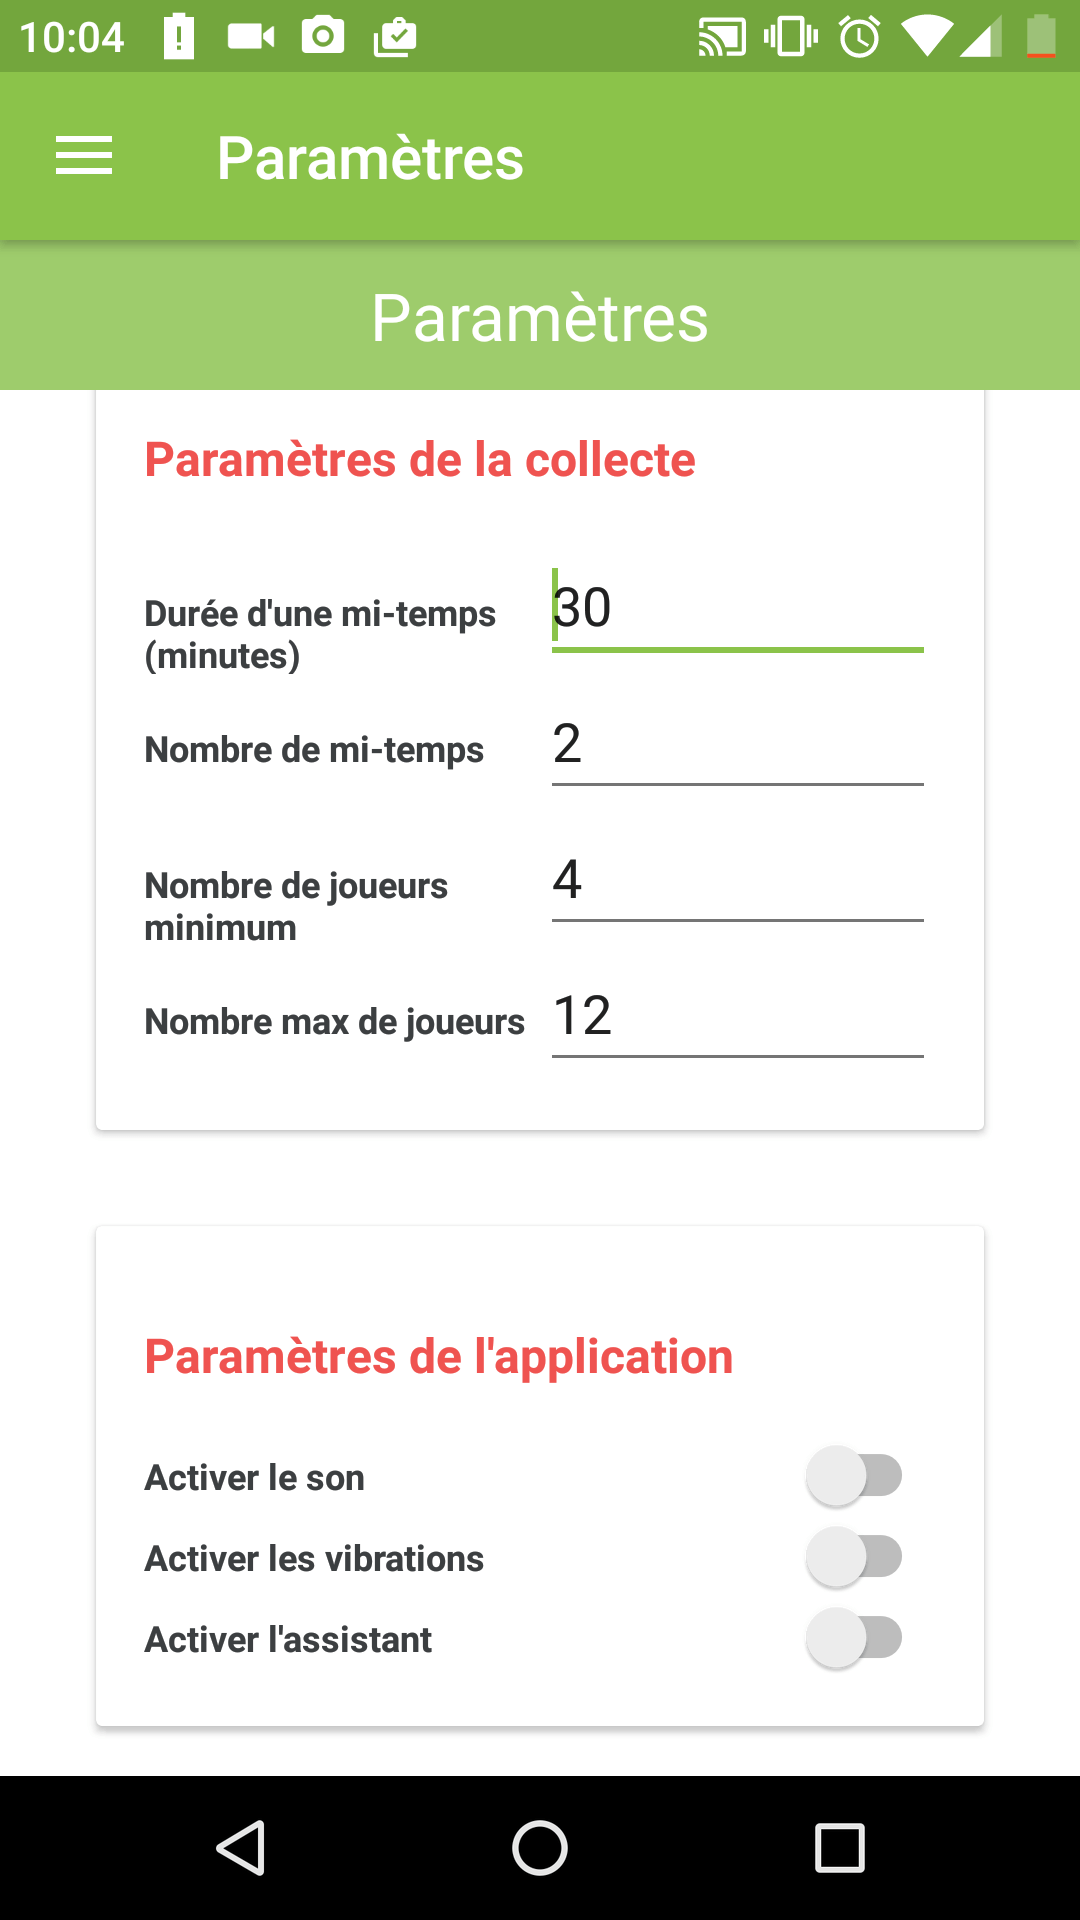 10:04
Paramètres
Paramètres
Paramètres de la collecte
Durée d'une mi-temps
(minutes)
30
Nombre de mi-temps
2
Nombre de joueurs
minimum
4
Nombre max de joueurs
12
Paramètres de l'application
Activer le son
Activer les vibrations
Activer l'assistant